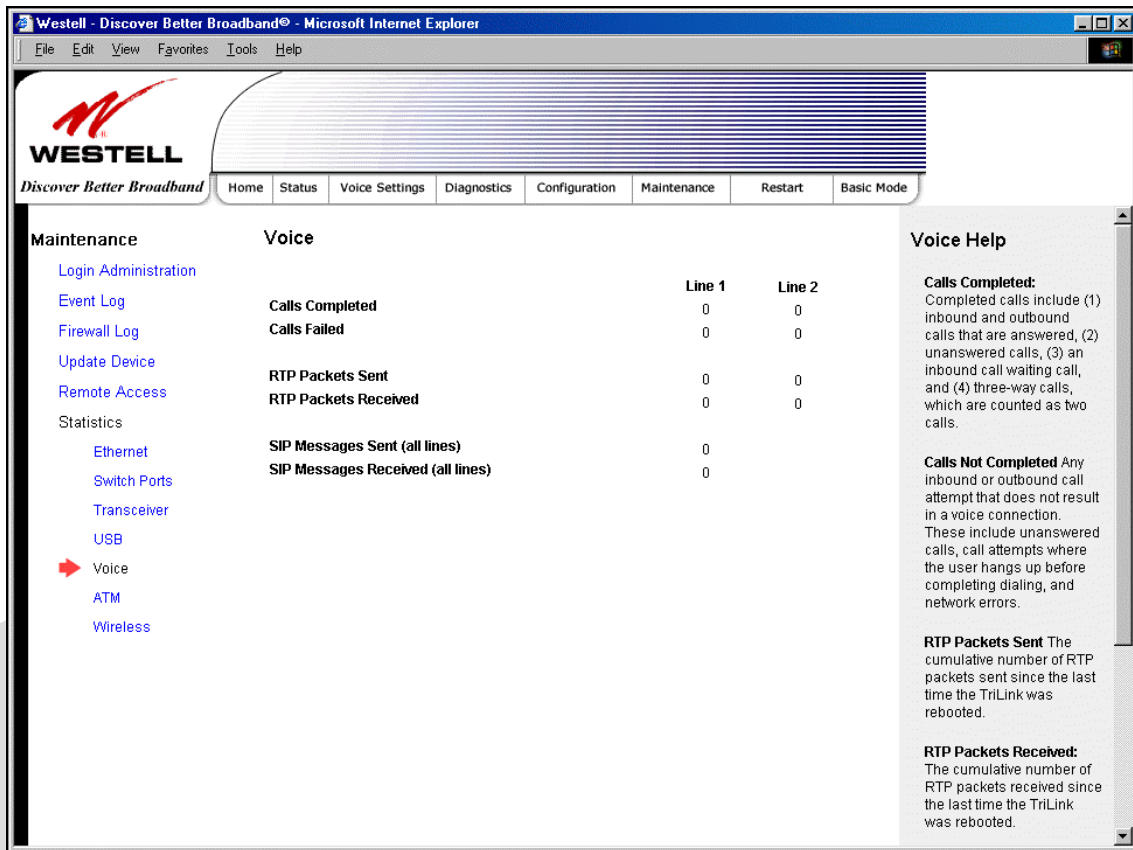 Westell - Discover Better Broadband® - Microsoft Internet Explorer
File Edit View Favorites Tools Help
WESTELL
Discover Better Broadband
Home Status Voice Settings Diagnostics Configuration Maintenance Restart Basic Mode
Maintenance
Login Administration
Event Log
Firewall Log
Update Device
Remote Access
Statistics
Ethernet
Switch Ports
Transceiver
USB
Voice
ATM
Wireless
Voice
Line 1 Line 2
Calls Completed 0 0
Calls Failed 0 0
RTP Packets Sent 0 0
RTP Packets Received 0 0
SIP Messages Sent (all lines) 0
SIP Messages Received (all lines) 0
Voice Help
Calls Completed:
Completed calls include (1)
inbound and outbound
calls that are answered, (2)
unanswered calls, (3) an
inbound call waiting call,
and (4) three-way calls,
which are counted as two
calls.
Calls Not Completed Any
inbound or outbound call
attempt that does not result
in a voice connection.
These include unanswered
calls, call attempts where
the user hangs up before
completing dialing, and
network errors.
RTP Packets Sent The
cumulative number of RTP
packets sent since the last
time the TriLink was
rebooted.
RTP Packets Received:
The cumulative number of
RTP packets received since
the last time the TriLink
was rebooted.